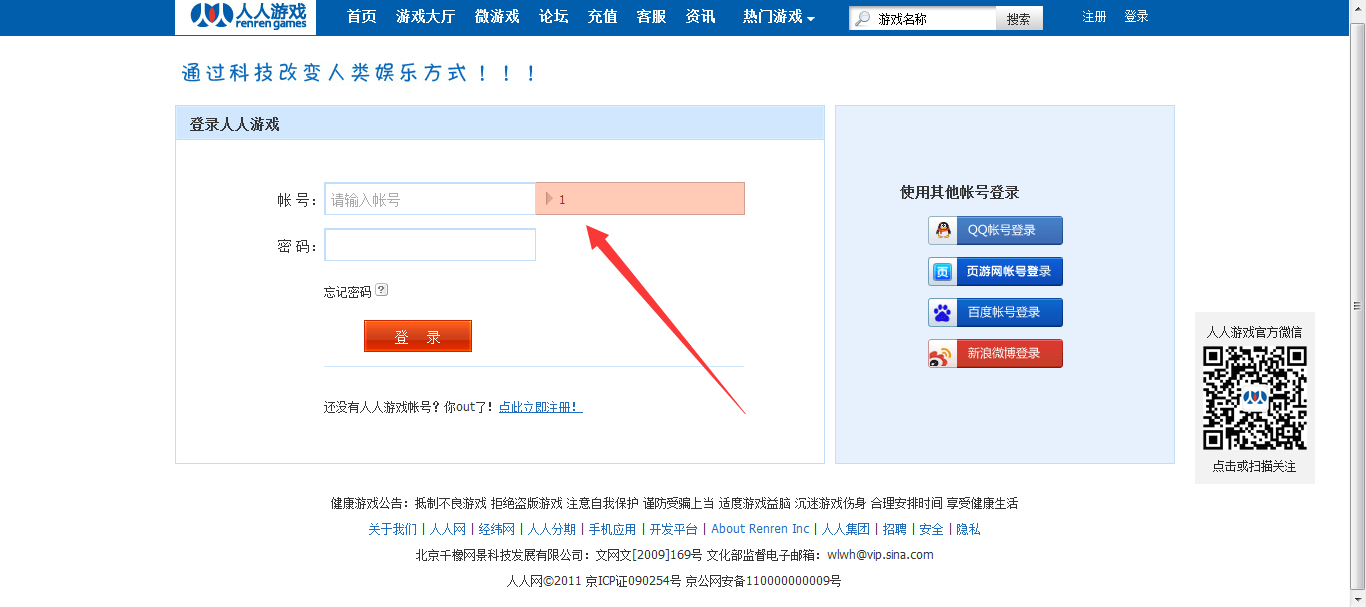 人人游戏
renren games
首页 游戏大厅 微游戏 论坛 充值 客服 资讯 热门游戏 游戏名称 搜索 注册 登录
通过科技改变人类娱乐方式！！！
登录人人游戏
帐 号： 请输入帐号 1
密 码：
忘记密码 ?
登 录
还没有人人游戏帐号？你out了！点此立即注册！
使用其他帐号登录
QQ帐号登录
页 页游网帐号登录
百度帐号登录
新浪微博登录
人人游戏官方微信
点击或扫描关注
健康游戏公告：抵制不良游戏 拒绝盗版游戏 注意自我保护 谨防受骗上当 适度游戏益脑 沉迷游戏伤身 合理安排时间 享受健康生活
关于我们 | 人人网 | 经纬网 | 人人分期 | 手机应用 | 开发平台 | About Renren Inc | 人人集团 | 招聘 | 安全 | 隐私
北京千橡网景科技发展有限公司：文网文[2009]169号 文化部监督电子邮箱：wlwh@vip.sina.com
人人网©2011 京ICP证090254号 京公网安备110000000009号